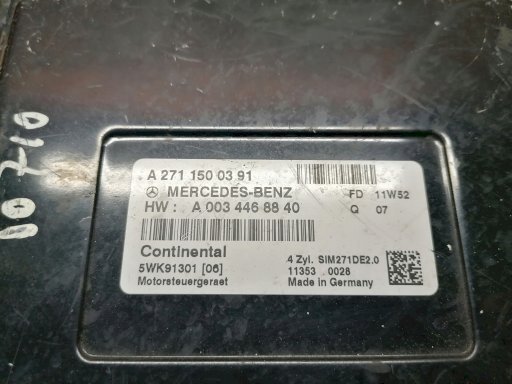 A 271 150 03 91
MERCEDES-BENZ
FD 11W52
HW : A 003 446 88 40
Q 07
Continental
5WK91301 [06]
Motorsteuergeraet
4 Zyl. SIM271DE2.0
11353 . 0028
Made in Germany